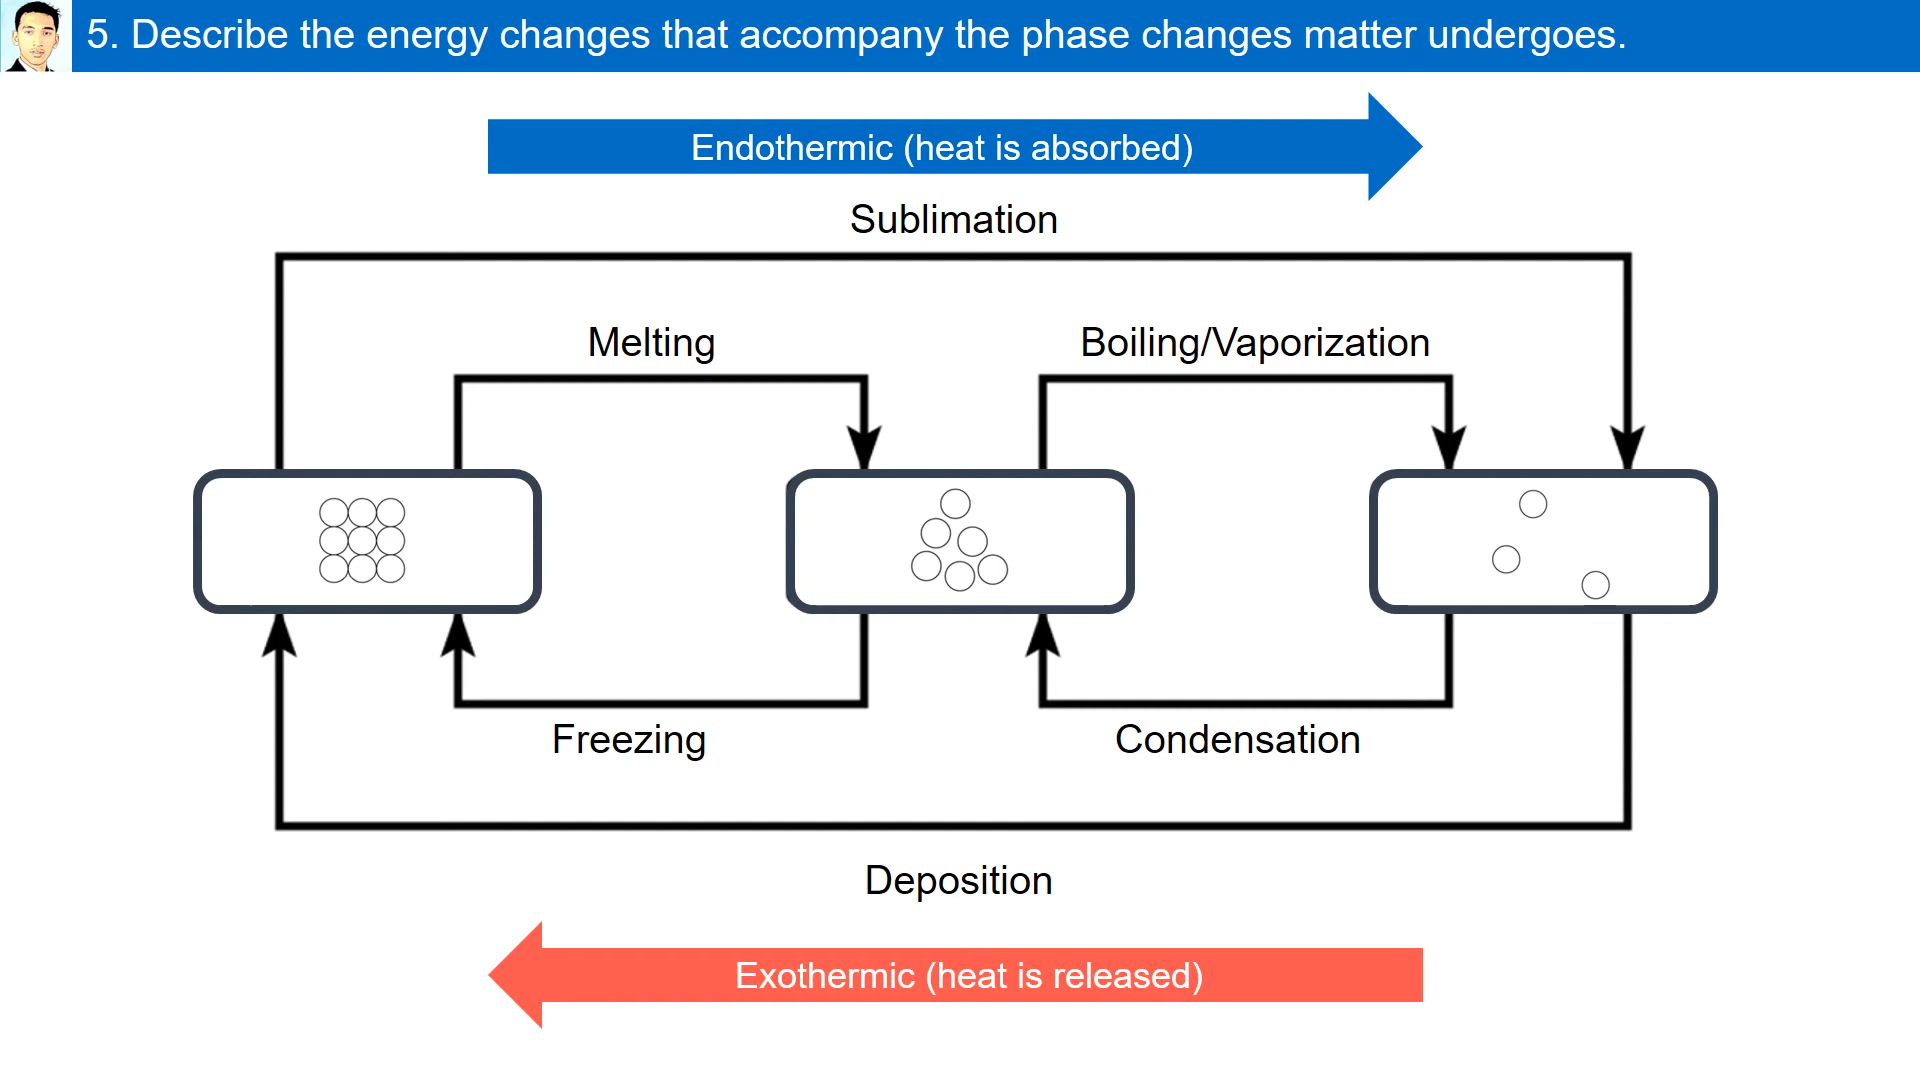 5. Describe the energy changes that accompany the phase changes matter undergoes.
Endothermic (heat is absorbed)
Sublimation
Melting
Boiling/Vaporization
Freezing
Condensation
Deposition
Exothermic (heat is released)